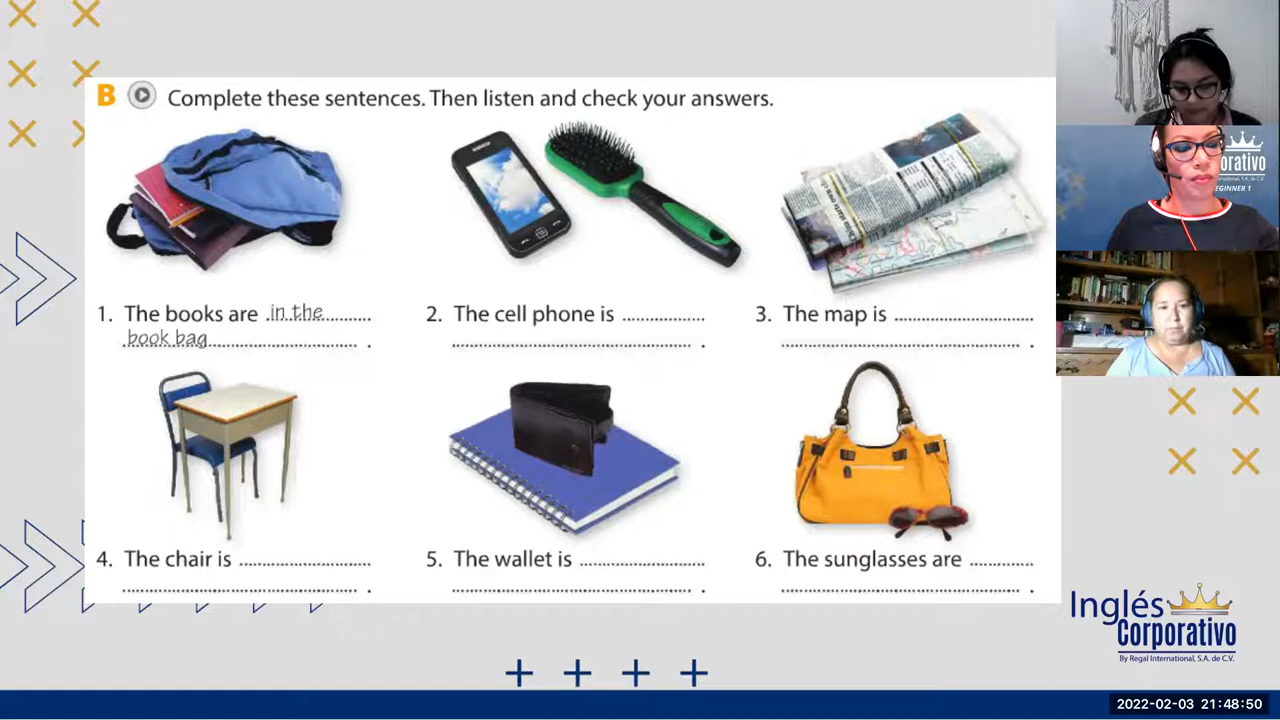 B Complete these sentences. Then listen and check your answers.
1. The books are in the
book bag .
2. The cell phone is ..............
.
3. The map is ..............
.
4. The chair is ..............
.
5. The wallet is ..............
.
6. The sunglasses are ..............
.
orativo
International, S.A. de C.V.
EGINNER 1
Inglés
Corporativo
By Regal International, S.A. de C.V.
2022-02-03 21:48:50